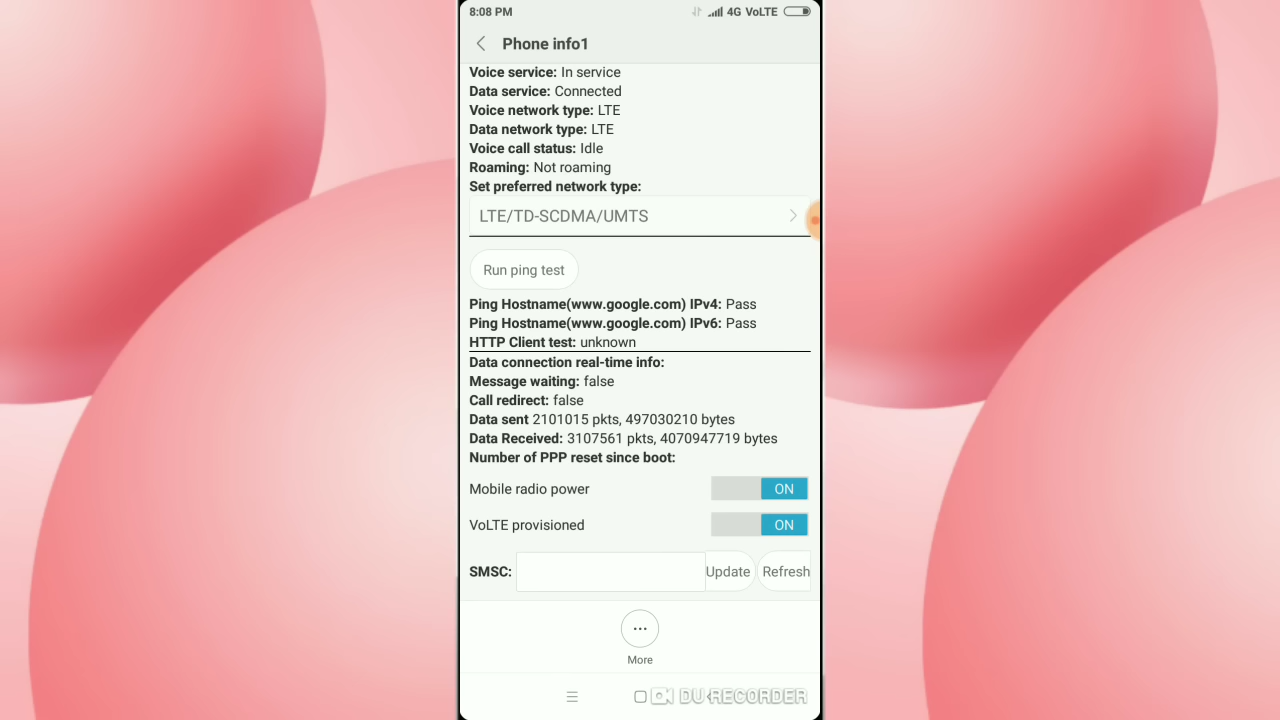 8:08 PM 4G VoLTE
Phone info1
Voice service: In service
Data service: Connected
Voice network type: LTE
Data network type: LTE
Voice call status: Idle
Roaming: Not roaming
Set preferred network type:
LTE/TD-SCDMA/UMTS
Run ping test
Ping Hostname(www.google.com) IPv4: Pass
Ping Hostname(www.google.com) IPv6: Pass
HTTP Client test: unknown
Data connection real-time info:
Message waiting: false
Call redirect: false
Data sent 2101015 pkts, 497030210 bytes
Data Received: 3107561 pkts, 4070947719 bytes
Number of PPP reset since boot:
Mobile radio power ON
VoLTE provisioned ON
SMSC: Update Refresh
More
DU RECORDER